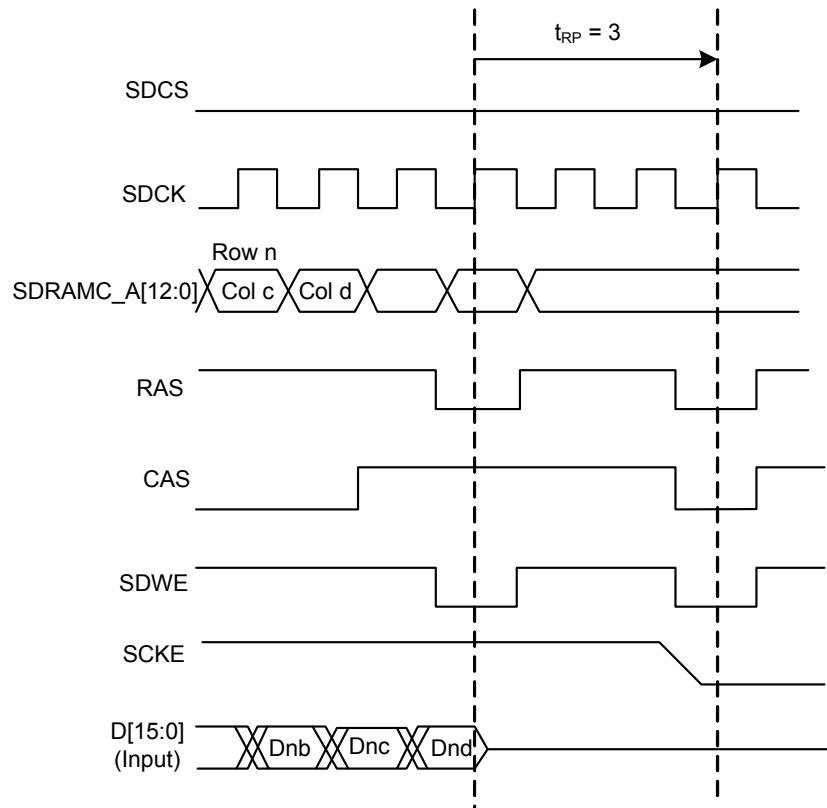 tRP = 3
SDCS
SDCK
Row n
SDRAMC_A[12:0]
Col c
Col d
RAS
CAS
SDWE
SCKE
D[15:0]
(Input)
Dnb
Dnc
Dnd